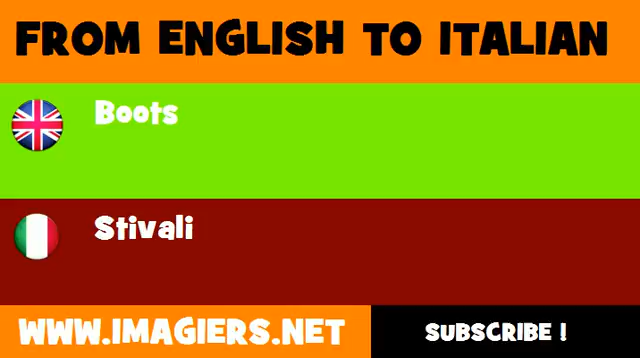 FROM ENGLISH TO ITALIAN
Boots
Stivali
WWW.IMAGIERS.NET
SUBSCRIBE !